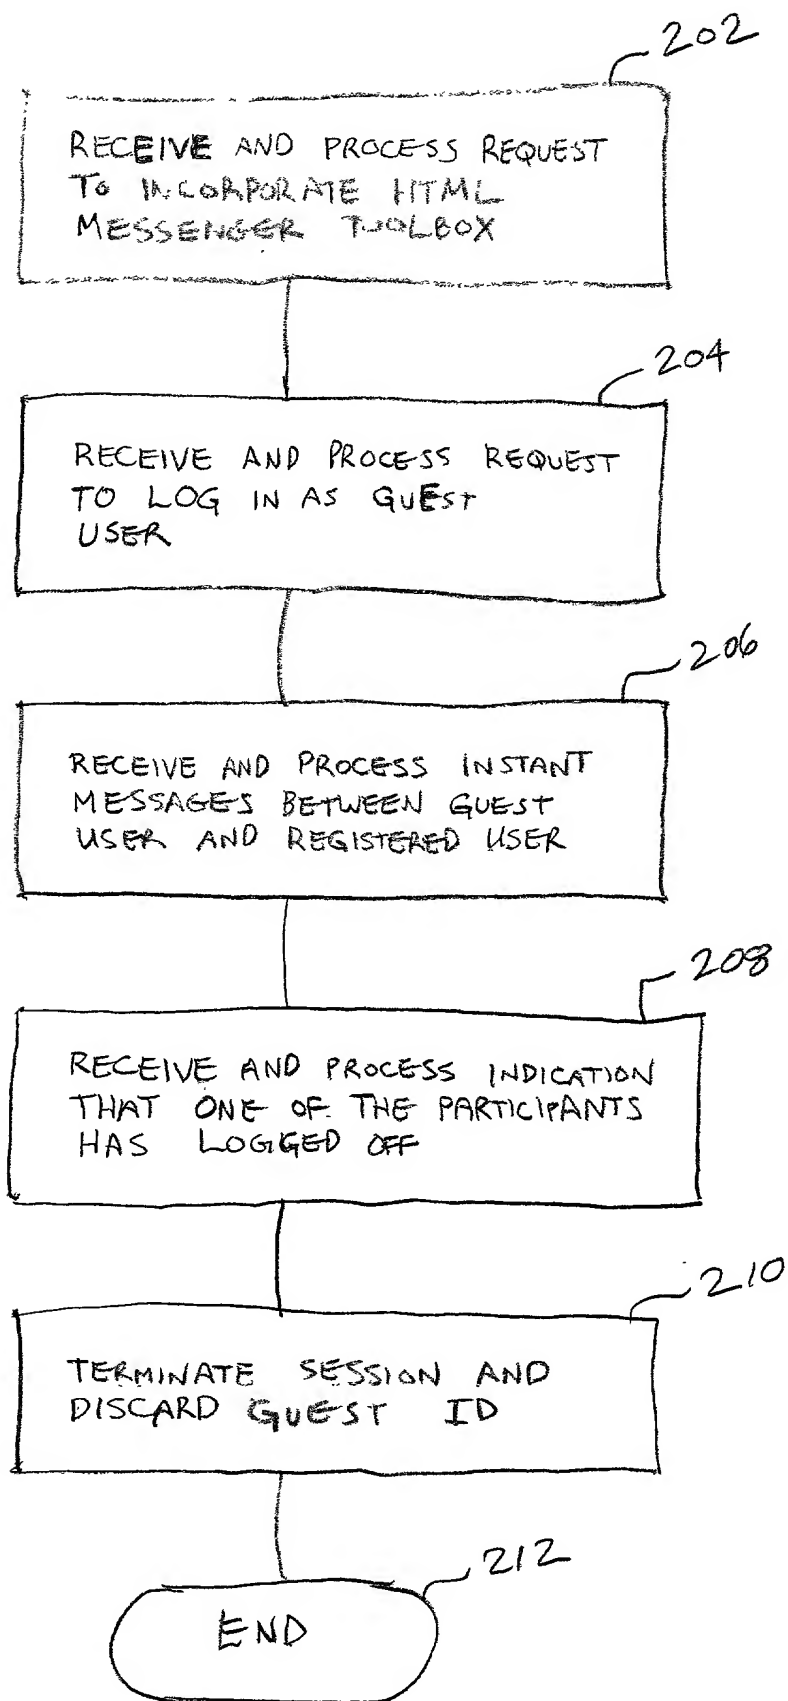 202
RECEIVE AND PROCESS REQUEST
TO INCORPORATE HTML
MESSENGER TOOLBOX
204
RECEIVE AND PROCESS REQUEST
TO LOG IN AS GUEST
USER
206
RECEIVE AND PROCESS INSTANT
MESSAGES BETWEEN GUEST
USER AND REGISTERED USER
208
RECEIVE AND PROCESS INDICATION
THAT ONE OF THE PARTICIPANTS
HAS LOGGED OFF
210
TERMINATE SESSION AND
DISCARD GUEST ID
212
END